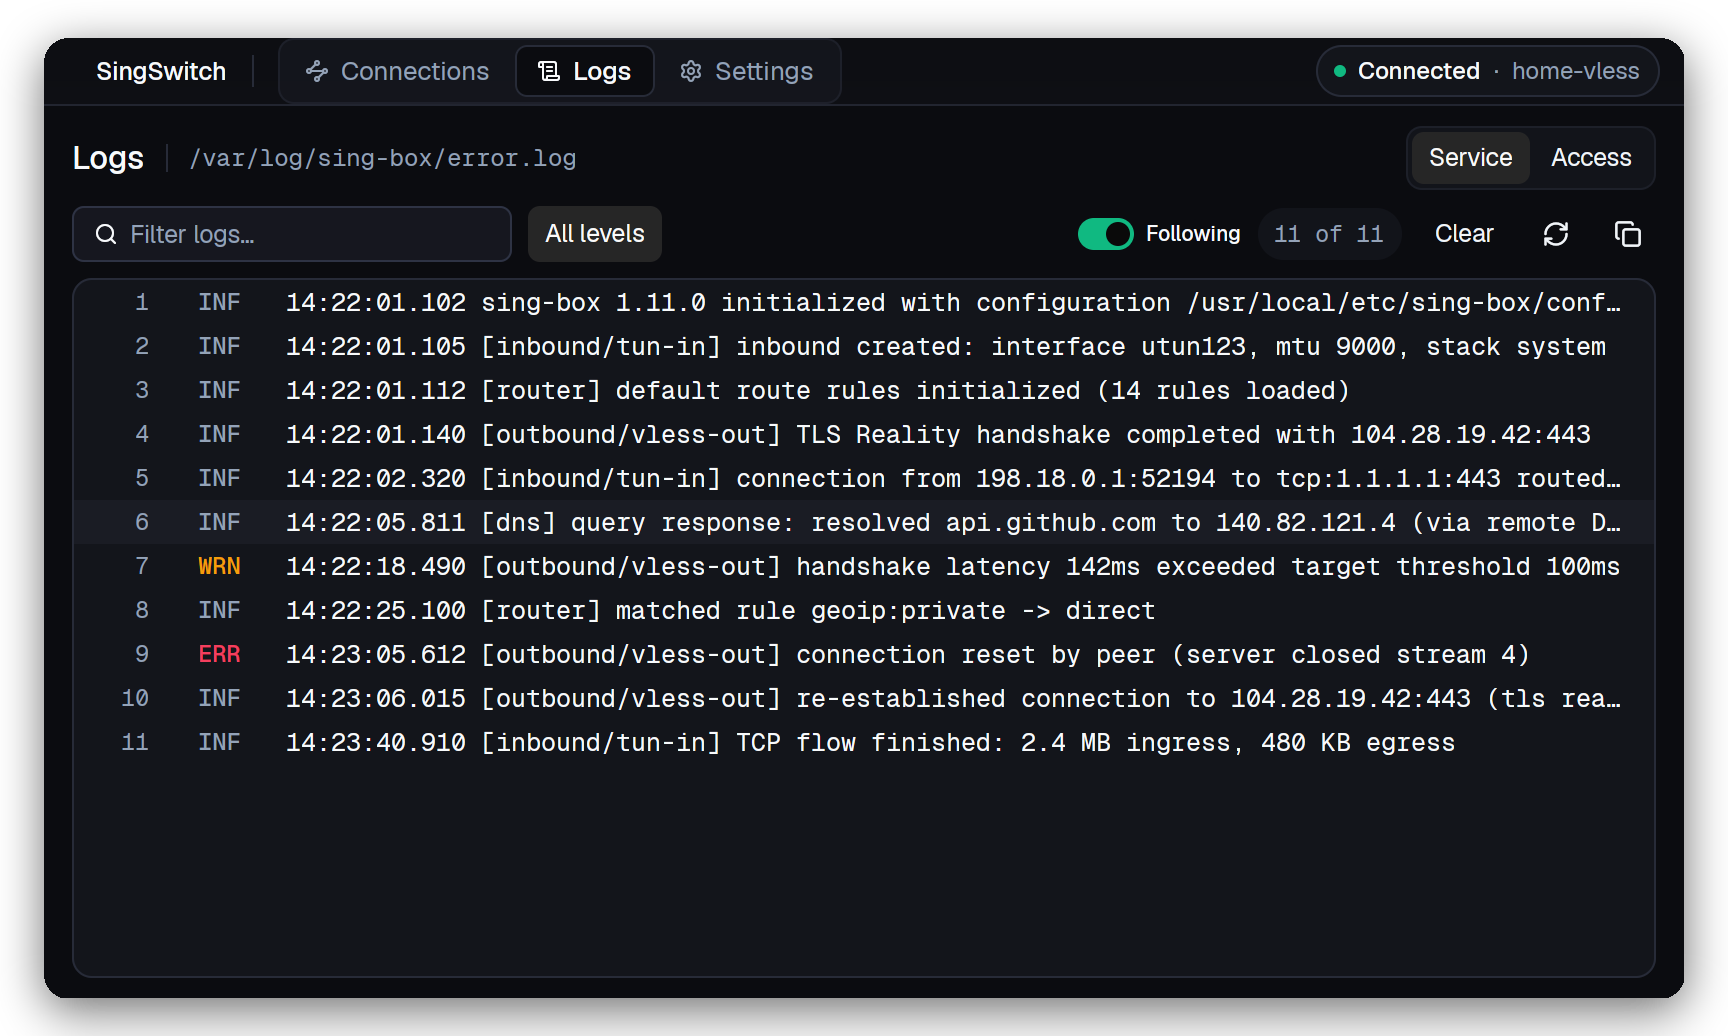 SingSwitch
Connections
Logs
Settings
Connected · home-vless
Logs
/var/log/sing-box/error.log
Service
Access
Filter logs...
All levels
Following
11 of 11
Clear
1 INF 14:22:01.102 sing-box 1.11.0 initialized with configuration /usr/local/etc/sing-box/conf…
2 INF 14:22:01.105 [inbound/tun-in] inbound created: interface utun123, mtu 9000, stack system
3 INF 14:22:01.112 [router] default route rules initialized (14 rules loaded)
4 INF 14:22:01.140 [outbound/vless-out] TLS Reality handshake completed with 104.28.19.42:443
5 INF 14:22:02.320 [inbound/tun-in] connection from 198.18.0.1:52194 to tcp:1.1.1.1:443 routed…
6 INF 14:22:05.811 [dns] query response: resolved api.github.com to 140.82.121.4 (via remote D…
7 WRN 14:22:18.490 [outbound/vless-out] handshake latency 142ms exceeded target threshold 100ms
8 INF 14:22:25.100 [router] matched rule geoip:private -> direct
9 ERR 14:23:05.612 [outbound/vless-out] connection reset by peer (server closed stream 4)
10 INF 14:23:06.015 [outbound/vless-out] re-established connection to 104.28.19.42:443 (tls rea…
11 INF 14:23:40.910 [inbound/tun-in] TCP flow finished: 2.4 MB ingress, 480 KB egress